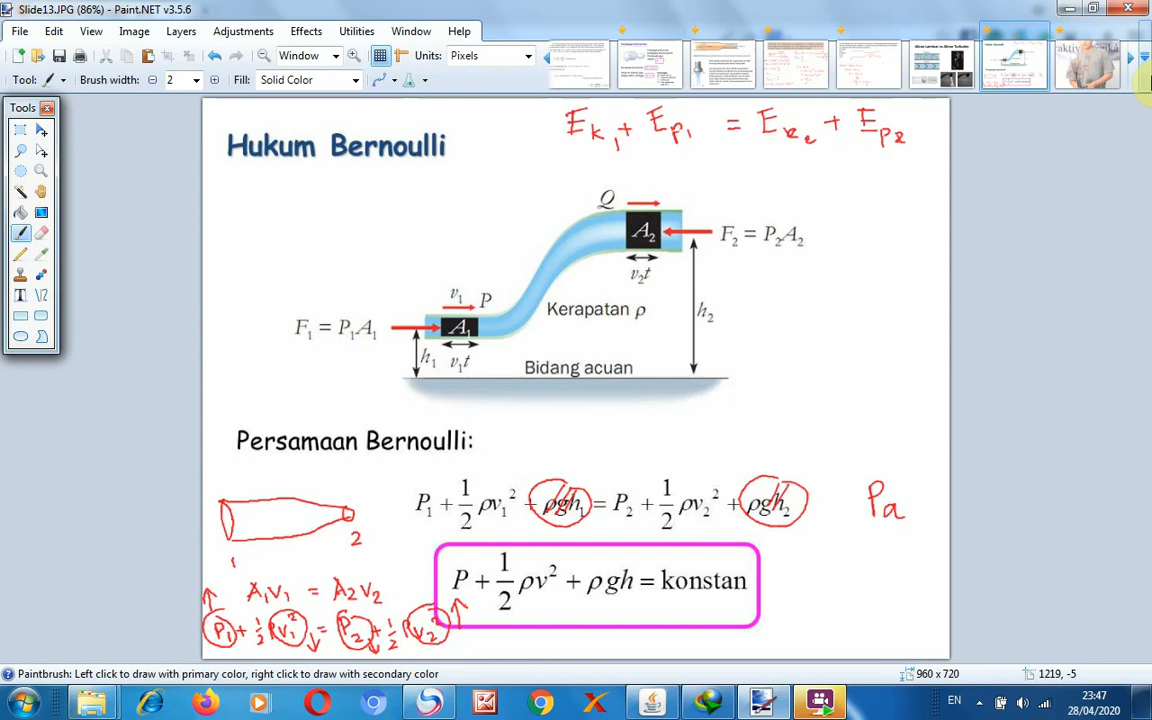 Slide13.JPG (86%) - Paint.NET v3.5.6
File Edit View Image Layers Adjustments Effects Utilities Window Help
Window Units: Pixels
Tool: Brush width: 2 Fill: Solid Color
Tools
Hukum Bernoulli
E_k1 + E_p1 = E_k2 + E_p2
Q
A₂
F₂ = P₂A₂
v₂t
v₁ P
Kerapatan ρ
h₂
F₁ = P₁A₁
A₁
h₁
v₁t
Bidang acuan
Persamaan Bernoulli:
P₁ + 1/2 ρv₁² + ρgh₁ = P₂ + 1/2 ρv₂² + ρgh₂
Pa
1 2
P + 1/2 ρv² + ρgh = konstan
A₁v₁ = A₂v₂
P₁ + 1/2 ρv₁² = P₂ + 1/2 ρv₂²
Paintbrush: Left click to draw with primary color, right click to draw with secondary color
960 x 720
1219, -5
EN
23:47
28/04/2020